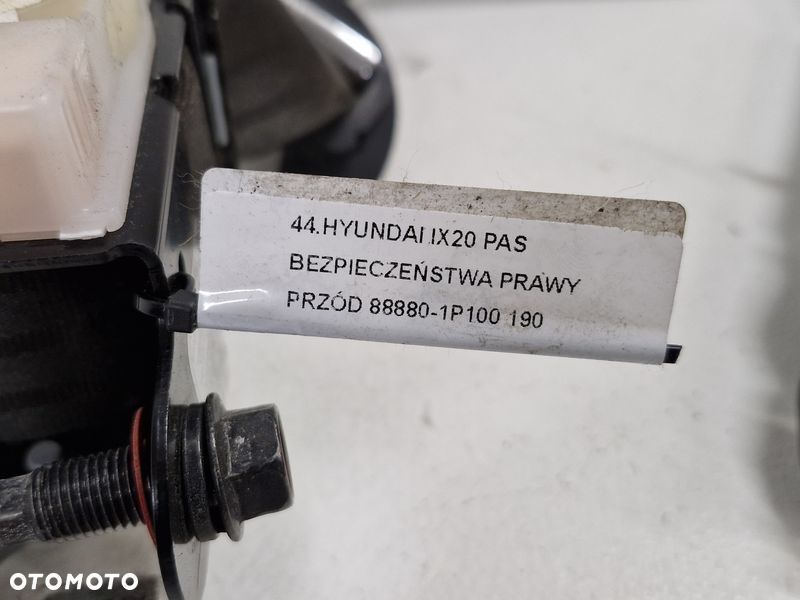 44.HYUNDAI.IX20 PAS
BEZPIECZEŃSTWA PRAWY
PRZÓD 88880-1P100 190
OTOMOTO